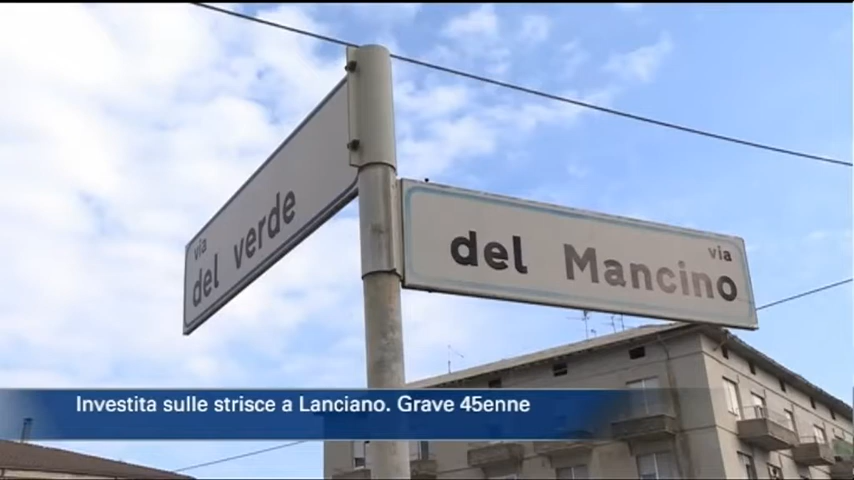 via
del verde
via
del Mancino
Investita sulle strisce a Lanciano. Grave 45enne